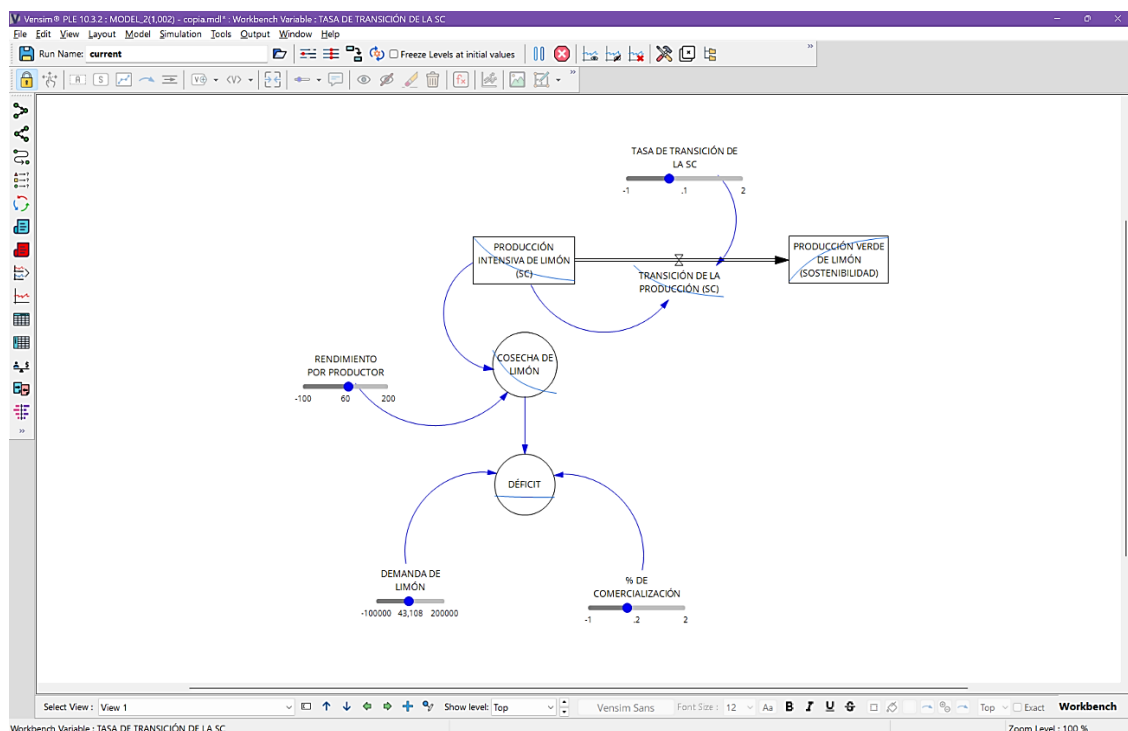 Vensim® PLE 10.3.2 : MODEL_2(1,002) - copia.mdl* : Workbench Variable : TASA DE TRANSICIÓN DE LA SC
File Edit View Layout Model Simulation Tools Output Window Help
Run Name: current
Freeze Levels at initial values
TASA DE TRANSICIÓN DE
LA SC
-1 .1 2
PRODUCCIÓN
INTENSIVA DE LIMÓN
(SC)
TRANSICIÓN DE LA
PRODUCCIÓN (SC)
PRODUCCIÓN VERDE
DE LIMÓN
(SOSTENIBILIDAD)
COSECHA DE
LIMÓN
RENDIMIENTO
POR PRODUCTOR
-100 60 200
DÉFICIT
DEMANDA DE
LIMÓN
-100000 43,108 200000
% DE
COMERCIALIZACIÓN
-1 .2 2
Select View : View 1 Show level: Top Vensim Sans Font Size : 12 Aa B I U S Top Exact Workbench
Workbench Variable : TASA DE TRANSICIÓN DE LA SC Zoom Level : 100 %